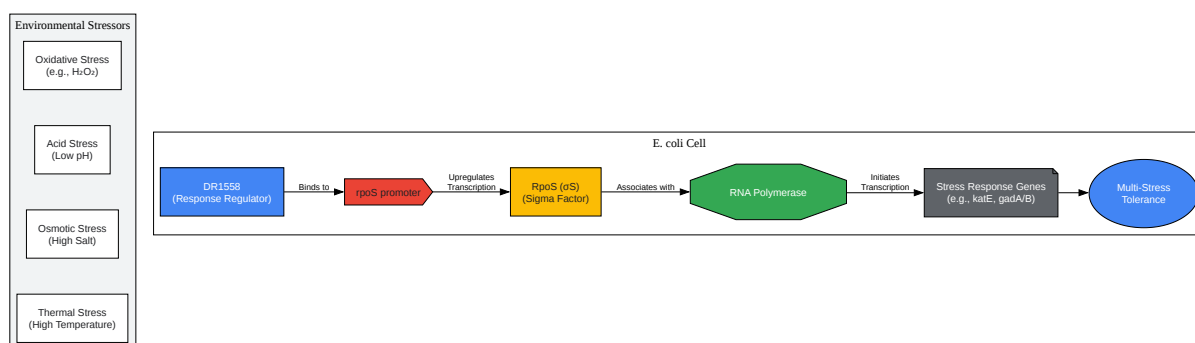 Environmental Stressors
Oxidative Stress
(e.g., H₂O₂)
Acid Stress
(Low pH)
Osmotic Stress
(High Salt)
Thermal Stress
(High Temperature)
E. coli Cell
DR1558
(Response Regulator)
Binds to
rpoS promoter
Upregulates
Transcription
RpoS (σS)
(Sigma Factor)
Associates with
RNA Polymerase
Initiates
Transcription
Stress Response Genes
(e.g., katE, gadA/B)
Multi-Stress
Tolerance